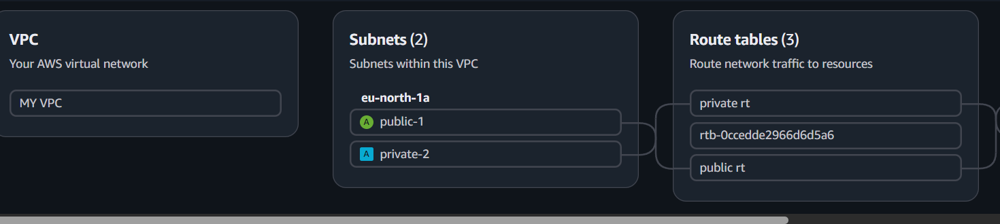 VPC
Your AWS virtual network
MY VPC
Subnets (2)
Subnets within this VPC
eu-north-1a
A public-1
A private-2
Route tables (3)
Route network traffic to resources
private rt
rtb-0ccedde2966d6d5a6
public rt